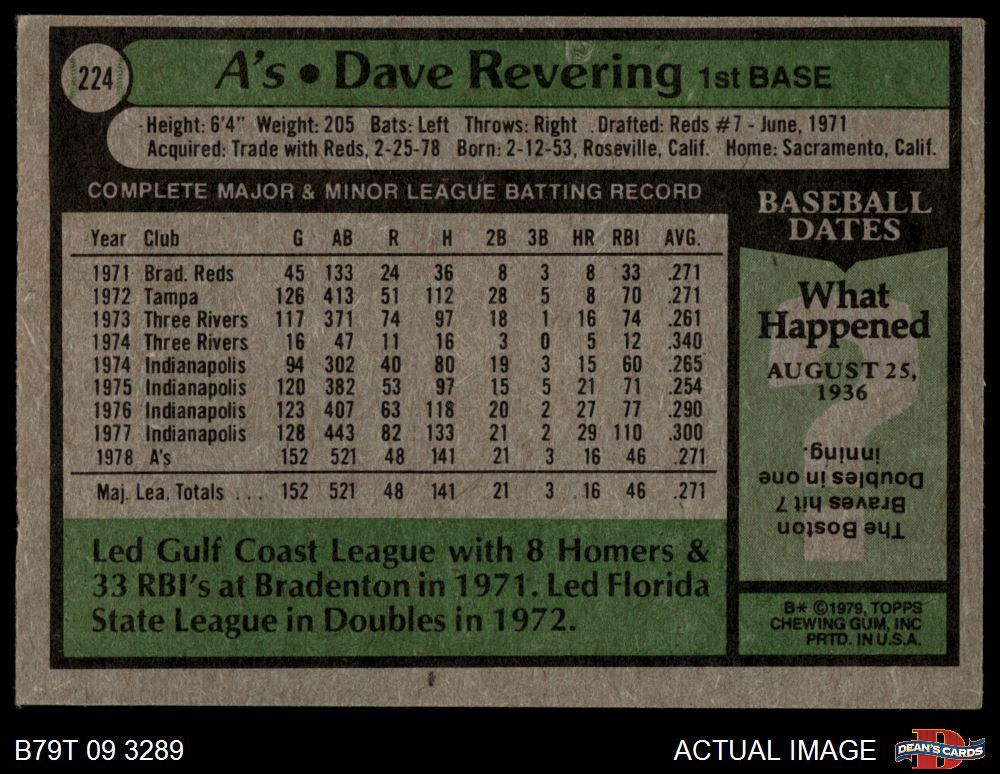 224
A's • Dave Revering 1st BASE
Height: 6'4" Weight: 205 Bats: Left Throws: Right Drafted: Reds #7 - June, 1971
Acquired: Trade with Reds, 2-25-78 Born: 2-12-53, Roseville, Calif. Home: Sacramento, Calif.
COMPLETE MAJOR & MINOR LEAGUE BATTING RECORD
Year Club G AB R H 2B 3B HR RBI AVG.
1971 Brad. Reds 45 133 24 36 8 3 8 33 .271
1972 Tampa 126 413 51 112 28 5 8 70 .271
1973 Three Rivers 117 371 74 97 18 1 16 74 .261
1974 Three Rivers 16 47 11 16 3 0 5 12 .340
1974 Indianapolis 94 302 40 80 19 3 15 60 .265
1975 Indianapolis 120 382 53 97 15 5 21 71 .254
1976 Indianapolis 123 407 63 118 20 2 27 77 .290
1977 Indianapolis 128 443 82 133 21 2 29 110 .300
1978 A's 152 521 48 141 21 3 16 46 .271
Maj. Lea. Totals ... 152 521 48 141 21 3 16 46 .271
Led Gulf Coast League with 8 Homers &
33 RBI's at Bradenton in 1971. Led Florida
State League in Doubles in 1972.
BASEBALL
DATES
What
Happened
AUGUST 25,
1936
The Boston
Braves hit 7
Doubles in one
inning.
B* ©1979, TOPPS
CHEWING GUM, INC
PRTD. IN U.S.A.
B79T 09 3289
ACTUAL IMAGE
DEAN'S CARDS